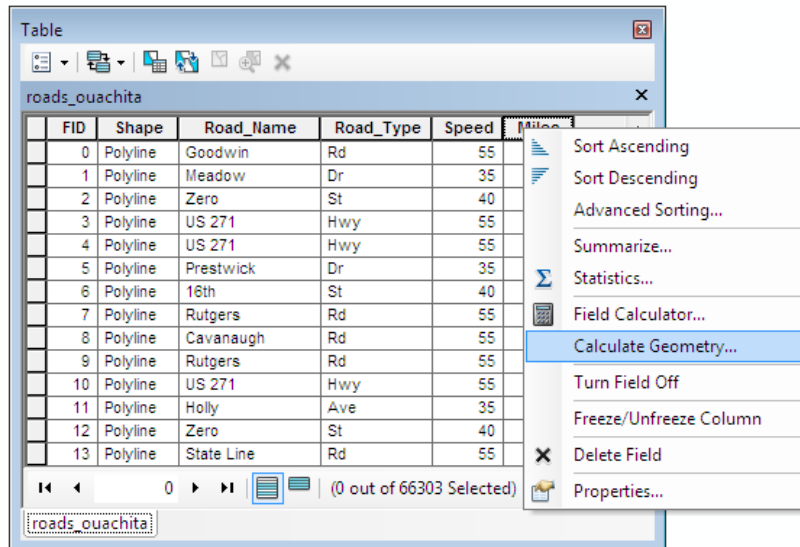 Table
roads_ouachita
FID Shape Road_Name Road_Type Speed Miles
0 Polyline Goodwin Rd 55
1 Polyline Meadow Dr 35
2 Polyline Zero St 40
3 Polyline US 271 Hwy 55
4 Polyline US 271 Hwy 55
5 Polyline Prestwick Dr 35
6 Polyline 16th St 40
7 Polyline Rutgers Rd 55
8 Polyline Cavanaugh Rd 55
9 Polyline Rutgers Rd 55
10 Polyline US 271 Hwy 55
11 Polyline Holly Ave 35
12 Polyline Zero St 40
13 Polyline State Line Rd 55
0 (0 out of 66303 Selected)
roads_ouachita
Sort Ascending
Sort Descending
Advanced Sorting...
Summarize...
Statistics...
Field Calculator...
Calculate Geometry...
Turn Field Off
Freeze/Unfreeze Column
Delete Field
Properties...